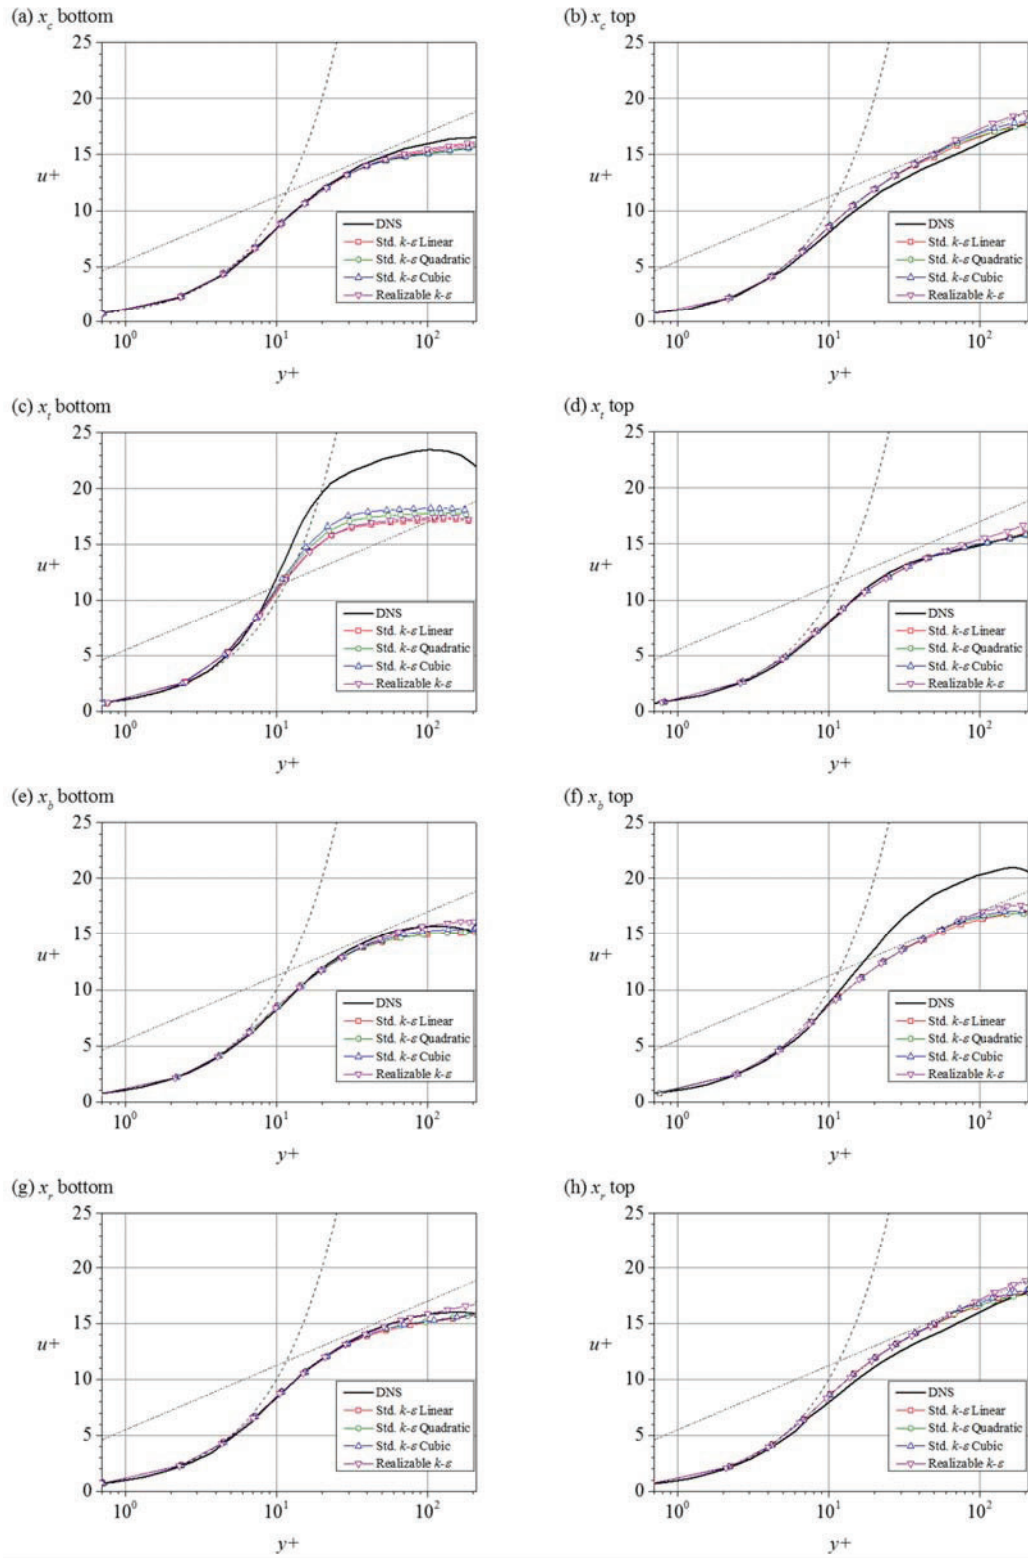 (a) x_c bottom
25
20
15
u+
10
5
0
10^0
10^1
10^2
y+
DNS
Std. k-ε Linear
Std. k-ε Quadratic
Std. k-ε Cubic
Realizable k-ε
(b) x_c top
25
20
15
u+
10
5
0
10^0
10^1
10^2
y+
DNS
Std. k-ε Linear
Std. k-ε Quadratic
Std. k-ε Cubic
Realizable k-ε
(c) x_t bottom
25
20
15
u+
10
5
0
10^0
10^1
10^2
y+
DNS
Std. k-ε Linear
Std. k-ε Quadratic
Std. k-ε Cubic
Realizable k-ε
(d) x_t top
25
20
15
u+
10
5
0
10^0
10^1
10^2
y+
DNS
Std. k-ε Linear
Std. k-ε Quadratic
Std. k-ε Cubic
Realizable k-ε
(e) x_b bottom
25
20
15
u+
10
5
0
10^0
10^1
10^2
y+
DNS
Std. k-ε Linear
Std. k-ε Quadratic
Std. k-ε Cubic
Realizable k-ε
(f) x_b top
25
20
15
u+
10
5
0
10^0
10^1
10^2
y+
DNS
Std. k-ε Linear
Std. k-ε Quadratic
Std. k-ε Cubic
Realizable k-ε
(g) x_r bottom
25
20
15
u+
10
5
0
10^0
10^1
10^2
y+
DNS
Std. k-ε Linear
Std. k-ε Quadratic
Std. k-ε Cubic
Realizable k-ε
(h) x_r top
25
20
15
u+
10
5
0
10^0
10^1
10^2
y+
DNS
Std. k-ε Linear
Std. k-ε Quadratic
Std. k-ε Cubic
Realizable k-ε